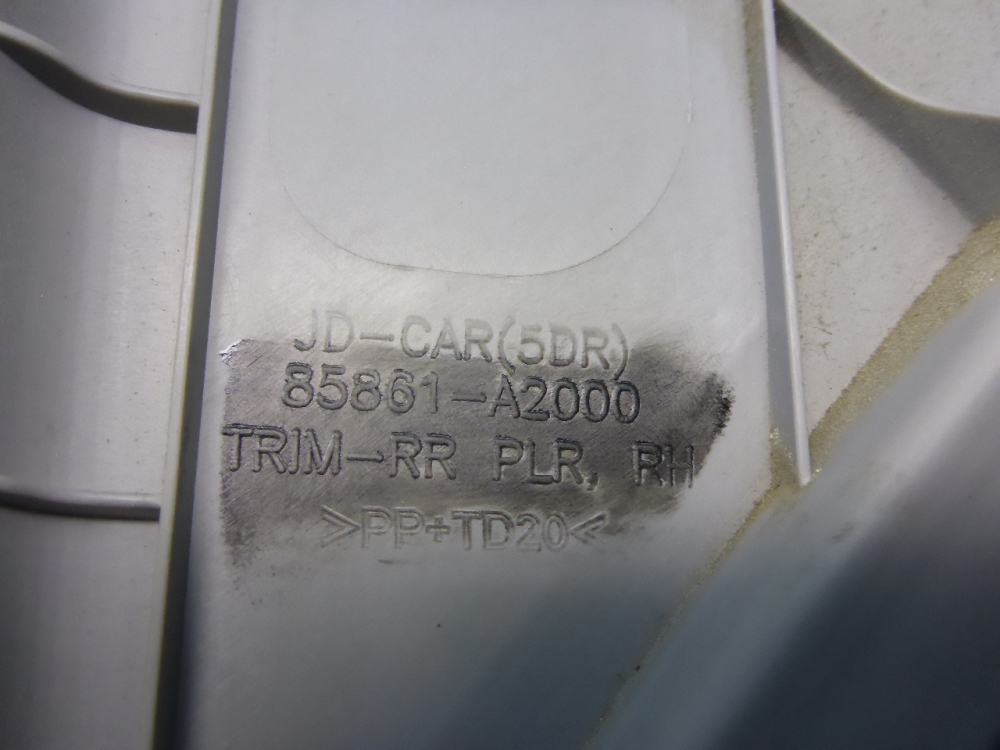 JD-CAR(5DR)
85861-A2000
TRIM-RR PLR, RH
>PP+TD20<